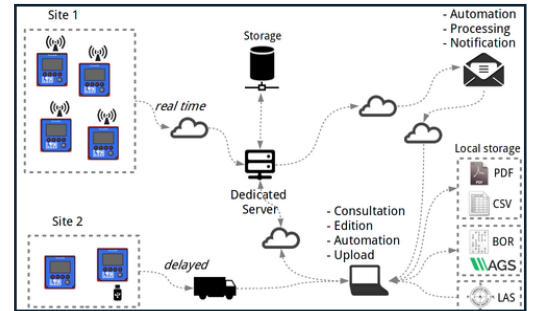 Site 1
- Automation
- Processing
- Notification
Storage
real time
Dedicated
Server
Local storage
PDF
PDF
CSV
- Consultation
- Edition
- Automation
- Upload
Site 2
delayed
BOR
AGS
LAS